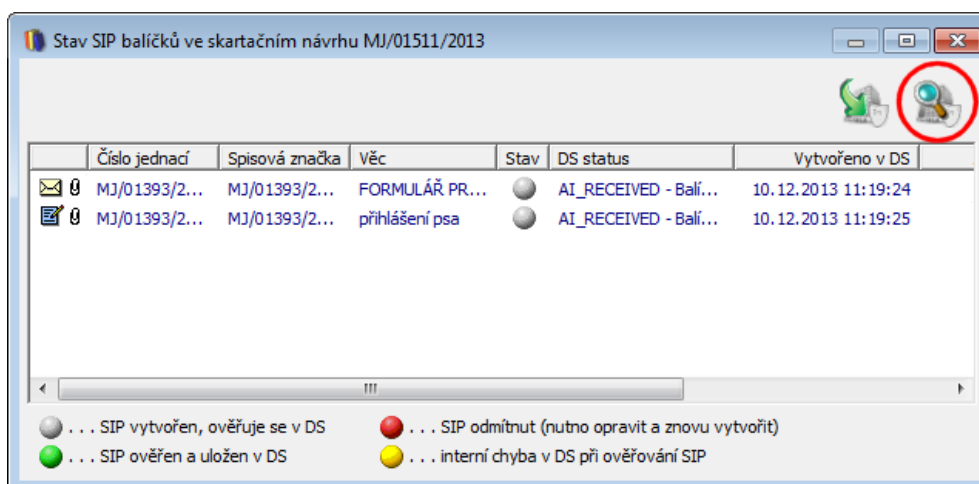 Stav SIP balíčků ve skartačním návrhu MJ/01511/2013
Číslo jednací Spisová značka Věc Stav DS status Vytvořeno v DS
MJ/01393/2... MJ/01393/2... FORMULÁŘ PR... AI_RECEIVED - Balí... 10.12.2013 11:19:24
MJ/01393/2... MJ/01393/2... přihlášení psa AI_RECEIVED - Balí... 10.12.2013 11:19:25
. . . SIP vytvořen, ověřuje se v DS . . . SIP odmítnut (nutno opravit a znovu vytvořit)
. . . SIP ověřen a uložen v DS . . . interní chyba v DS při ověřování SIP